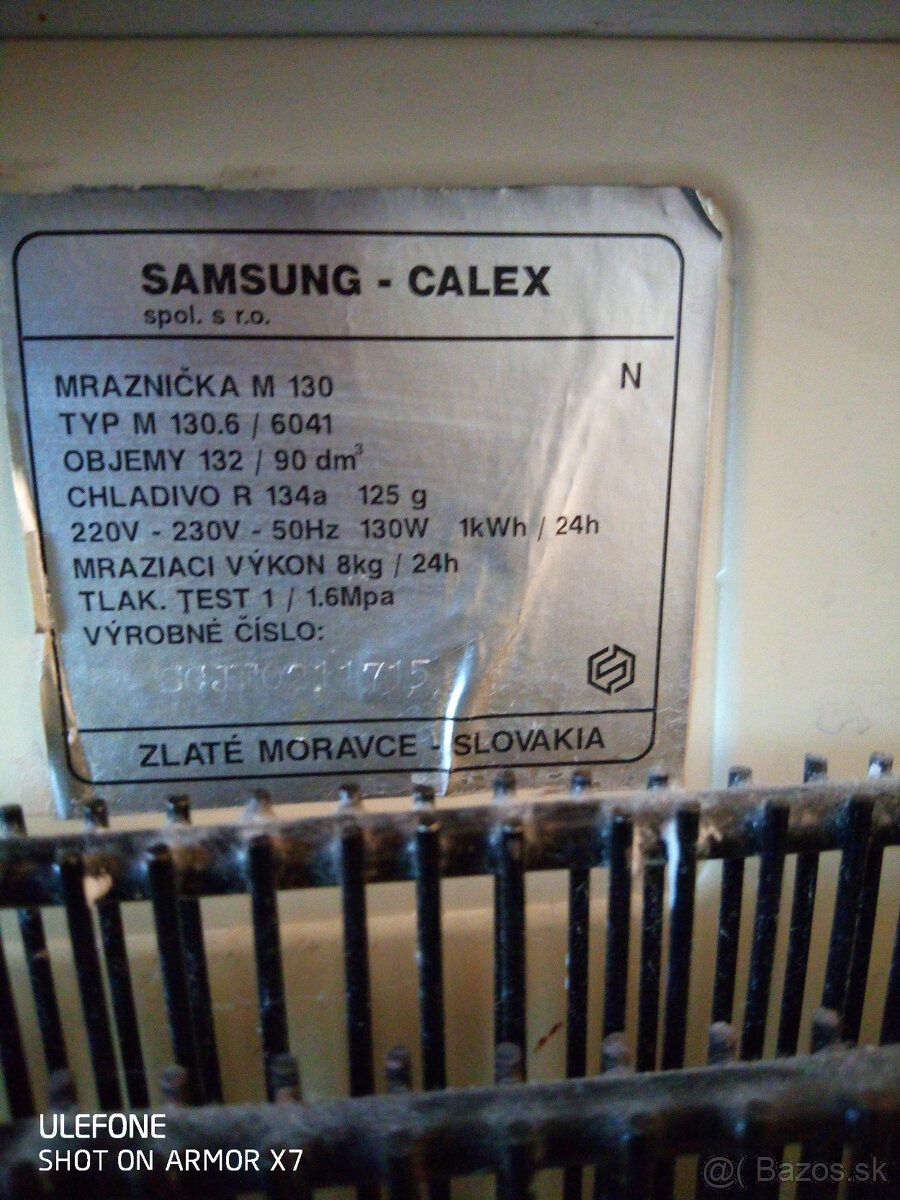 SAMSUNG - CALEX
spol. s r.o.
MRAZNIČKA M 130 N
TYP M 130.6 / 6041
OBJEMY 132 / 90 dm³
CHLADIVO R 134a 125 g
220V - 230V - 50Hz 130W 1kWh / 24h
MRAZIACI VÝKON 8kg / 24h
TLAK. TEST 1 / 1.6Mpa
VÝROBNÉ ČÍSLO:
ZLATÉ MORAVCE - SLOVAKIA
ULEFONE
SHOT ON ARMOR X7
@( Bazos.sk